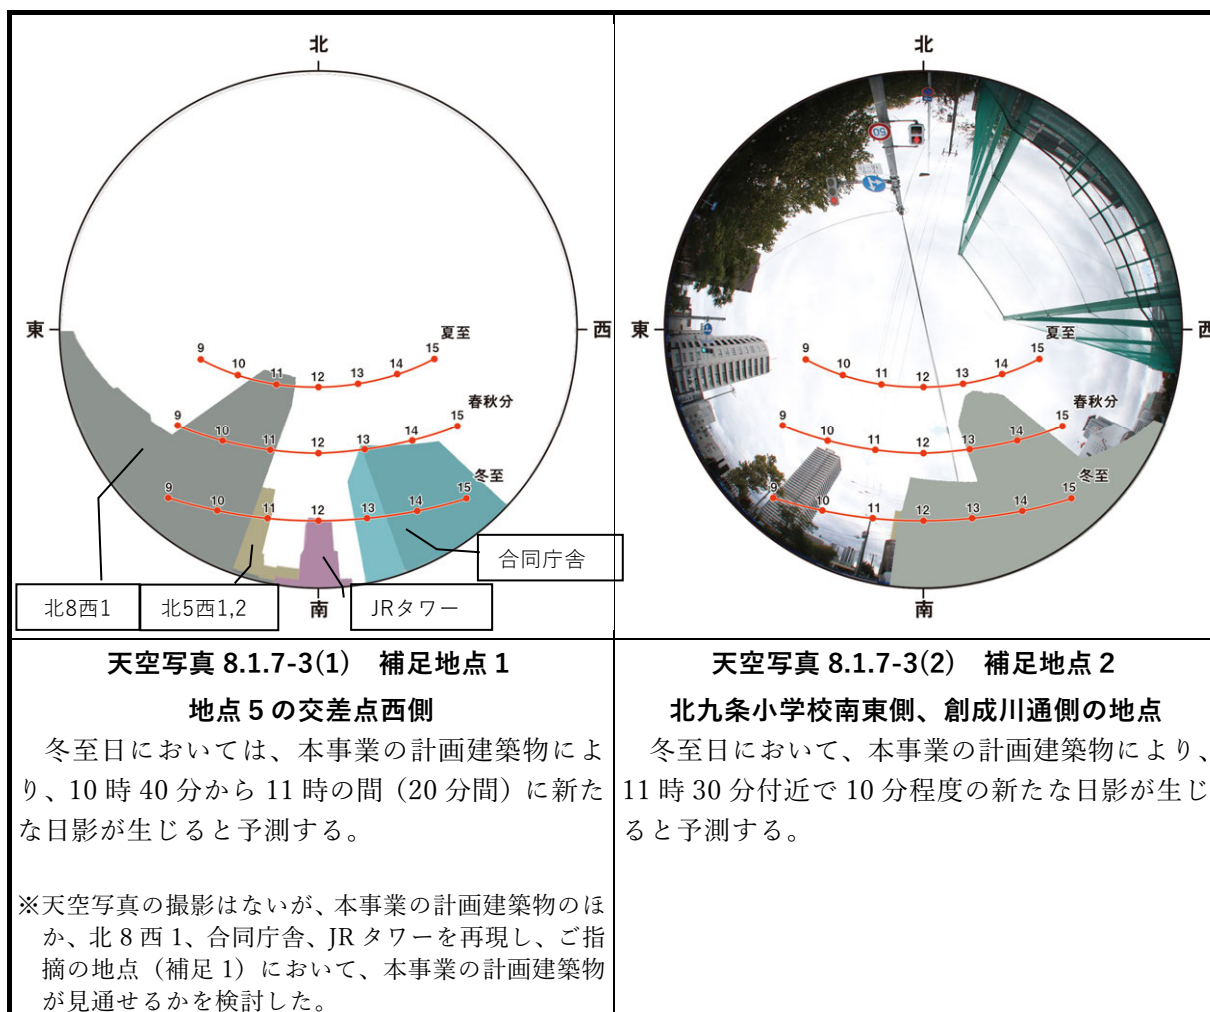 北
東
西
南
夏至
9
10
11
12
13
14
15
春秋分
9
10
11
12
13
14
15
冬至
9
10
11
12
13
14
15
合同庁舎
北8西1
北5西1,2
JRタワー
天空写真 8.1.7-3(1) 補足地点 1
地点 5 の交差点西側
冬至日においては、本事業の計画建築物によ
り、10 時 40 分から 11 時の間（20 分間）に新た
な日影が生じると予測する。
※天空写真の撮影はないが、本事業の計画建築物のほ
か、北 8 西 1、合同庁舎、JR タワーを再現し、ご指
摘の地点（補足 1）において、本事業の計画建築物
が見通せるかを検討した。
北
東
西
南
50
夏至
9
10
11
12
13
14
15
春秋分
9
10
11
12
13
14
15
冬至
9
10
11
12
13
14
15
天空写真 8.1.7-3(2) 補足地点 2
北九条小学校南東側、創成川通側の地点
冬至日において、本事業の計画建築物により、
11 時 30 分付近で 10 分程度の新たな日影が生じ
ると予測する。